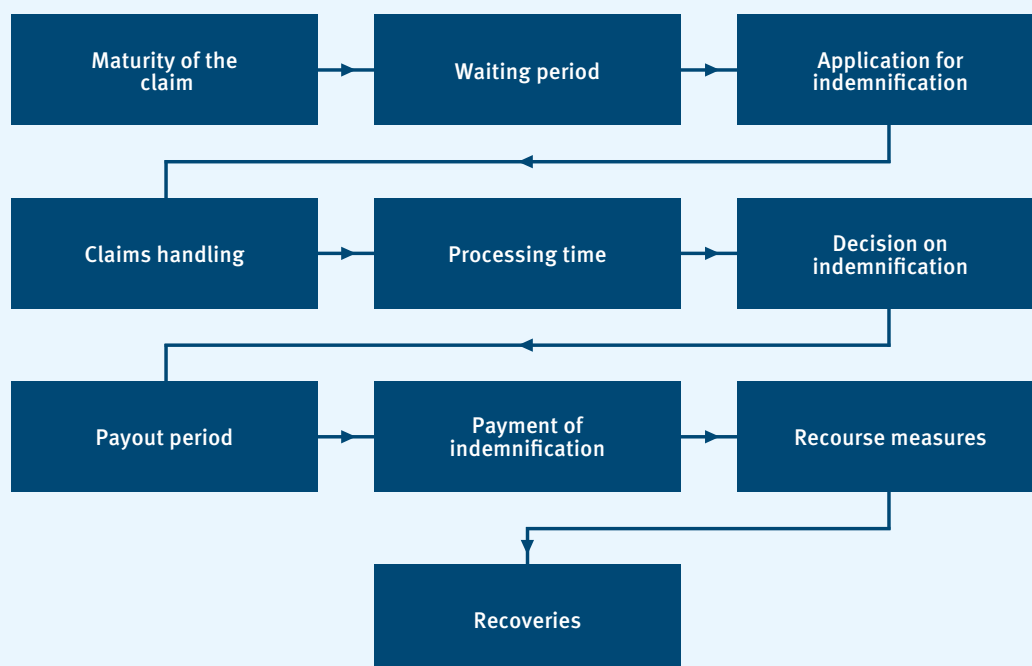 Maturity of the
claim
Waiting period
Application for
indemnification
Claims handling
Processing time
Decision on
indemnification
Payout period
Payment of
indemnification
Recourse measures
Recoveries